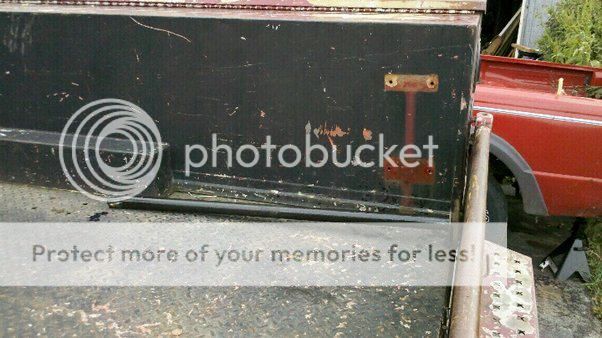 photobucket
Protect more of your memories for less!